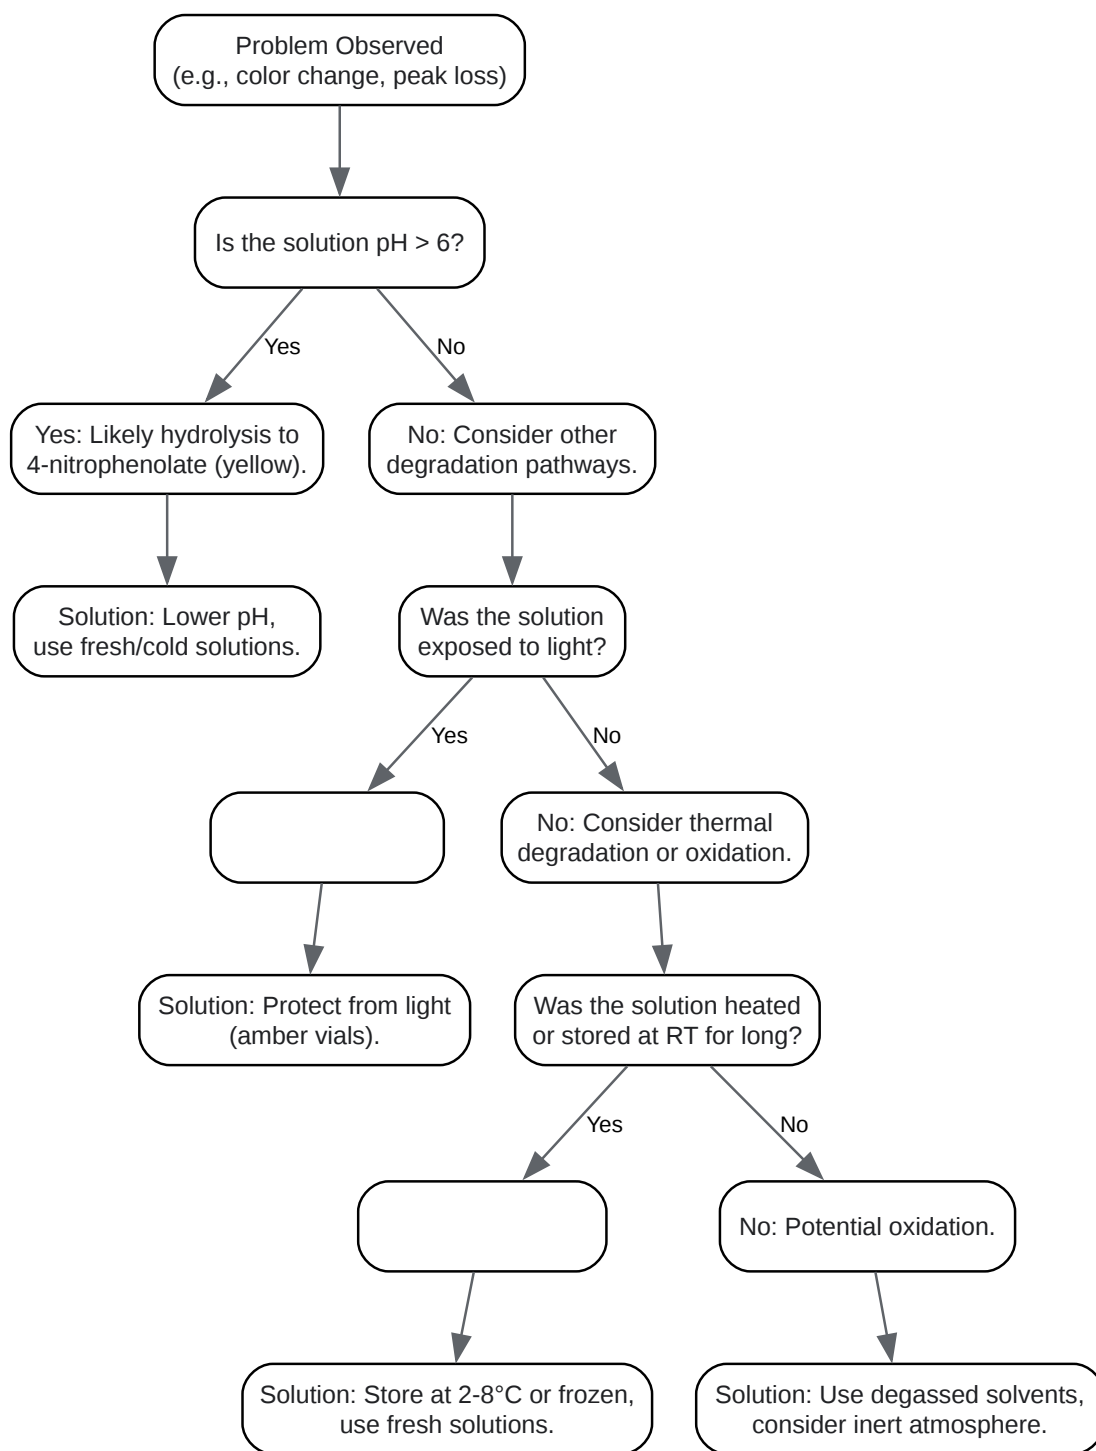 Problem Observed
(e.g., color change, peak loss)
Is the solution pH > 6?
Yes
No
Yes: Likely hydrolysis to
4-nitrophenolate (yellow).
No: Consider other
degradation pathways.
Solution: Lower pH,
use fresh/cold solutions.
Was the solution
exposed to light?
Yes
No
No: Consider thermal
degradation or oxidation.
Solution: Protect from light
(amber vials).
Was the solution heated
or stored at RT for long?
Yes
No
No: Potential oxidation.
Solution: Store at 2-8°C or frozen,
use fresh solutions.
Solution: Use degassed solvents,
consider inert atmosphere.